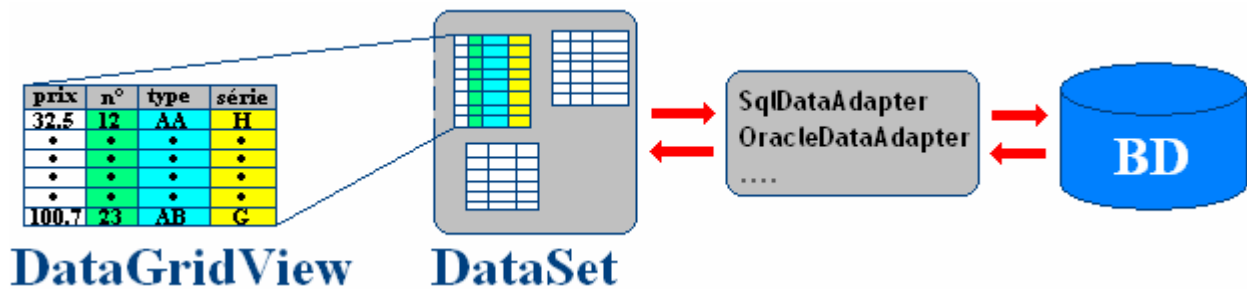 prix n° type série
32.5 12 AA H
• • • •
• • • •
• • • •
• • • •
100.7 23 AB G
DataGridView
DataSet
SqlDataAdapter
OracleDataAdapter
....
BD